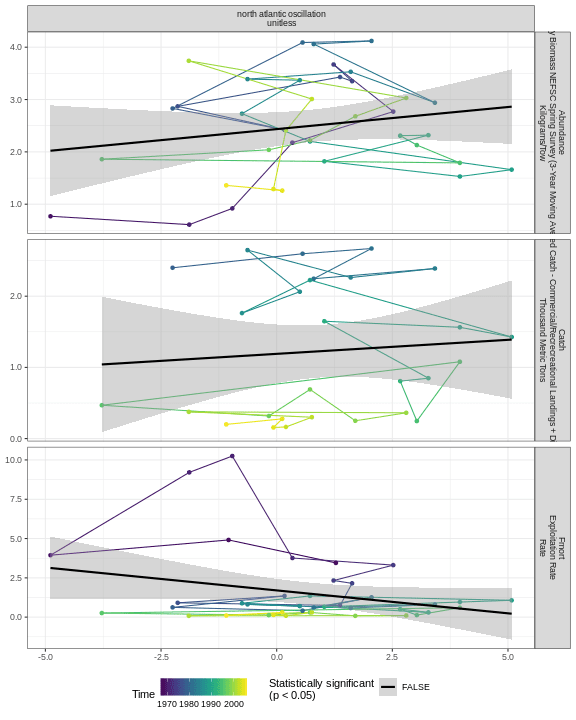 north atlantic oscillation
unitless
4.0
3.0
2.0
1.0
Abundance
Biomass NEFSC Spring Survey (3-Year Moving
Kilograms/tow
2.0
1.0
0.0
Catch
Catch - Commercial/Recreational Landings +
Thousand Metric Tons
10.0
7.5
5.0
2.5
0.0
Fmort
Exploitation Rate
Rate
-5.0 -2.5 0.0 2.5 5.0
Time
1970 1980 1990 2000
Statistically significant
(p < 0.05)
FALSE